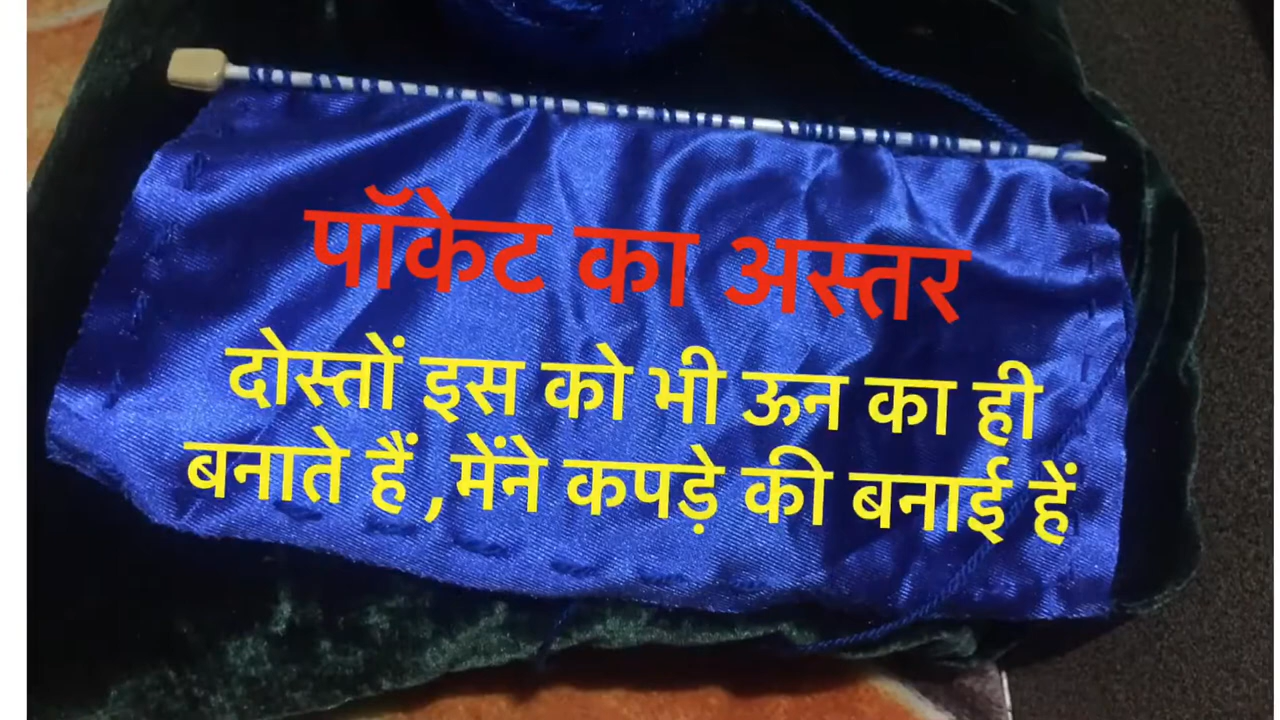 पॉकेट का अस्तर
दोस्तों इस को भी ऊन का ही
बनाते हैं ,मेंने कपड़े की बनाई हें